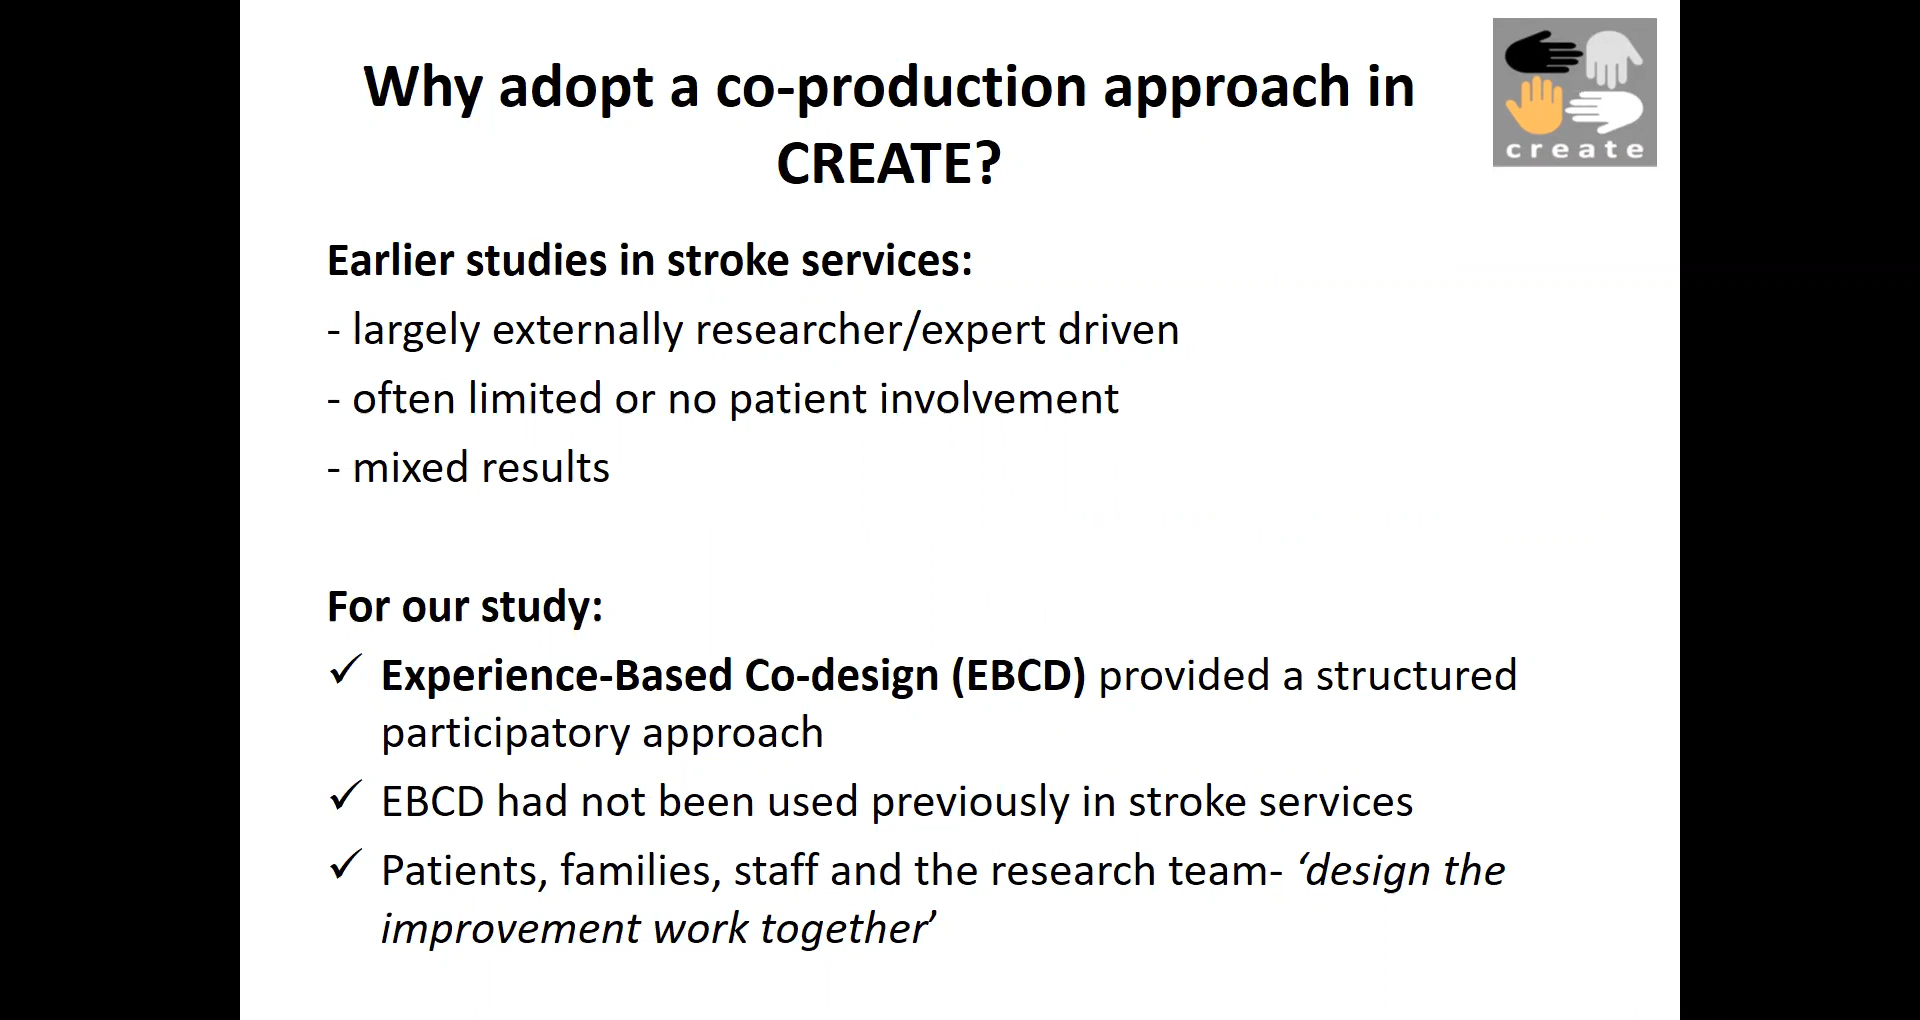 Why adopt a co-production approach in
CREATE?
create
Earlier studies in stroke services:
- largely externally researcher/expert driven
- often limited or no patient involvement
- mixed results
For our study:
✓ Experience-Based Co-design (EBCD) provided a structured
participatory approach
✓ EBCD had not been used previously in stroke services
✓ Patients, families, staff and the research team- ‘design the
improvement work together’